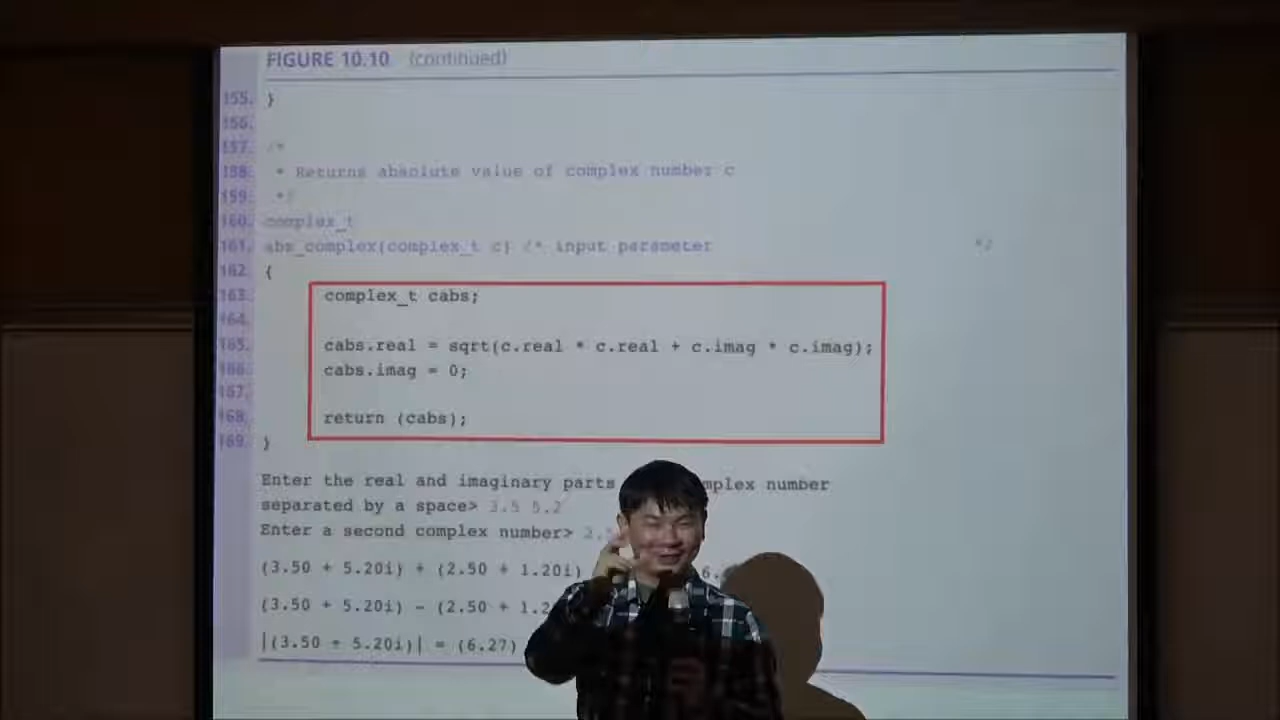 FIGURE 10.10 (continued)
155. }
156.
157. /*
158. * Returns absolute value of complex number c
159. */
160. complex_t
161. abs_complex(complex_t c) /* input parameter */
162. {
163. complex_t cabs;
164.
165. cabs.real = sqrt(c.real * c.real + c.imag * c.imag);
166. cabs.imag = 0;
167.
168. return (cabs);
169. }
Enter the real and imaginary parts number
separated by a space> 3.5 5.2
Enter a second complex number>
(3.50 + 5.20i) + (2.50 + 1.20i)
(3.50 + 5.20i) - (2.50 +
|(3.50 + 5.20i)| = (6.27)